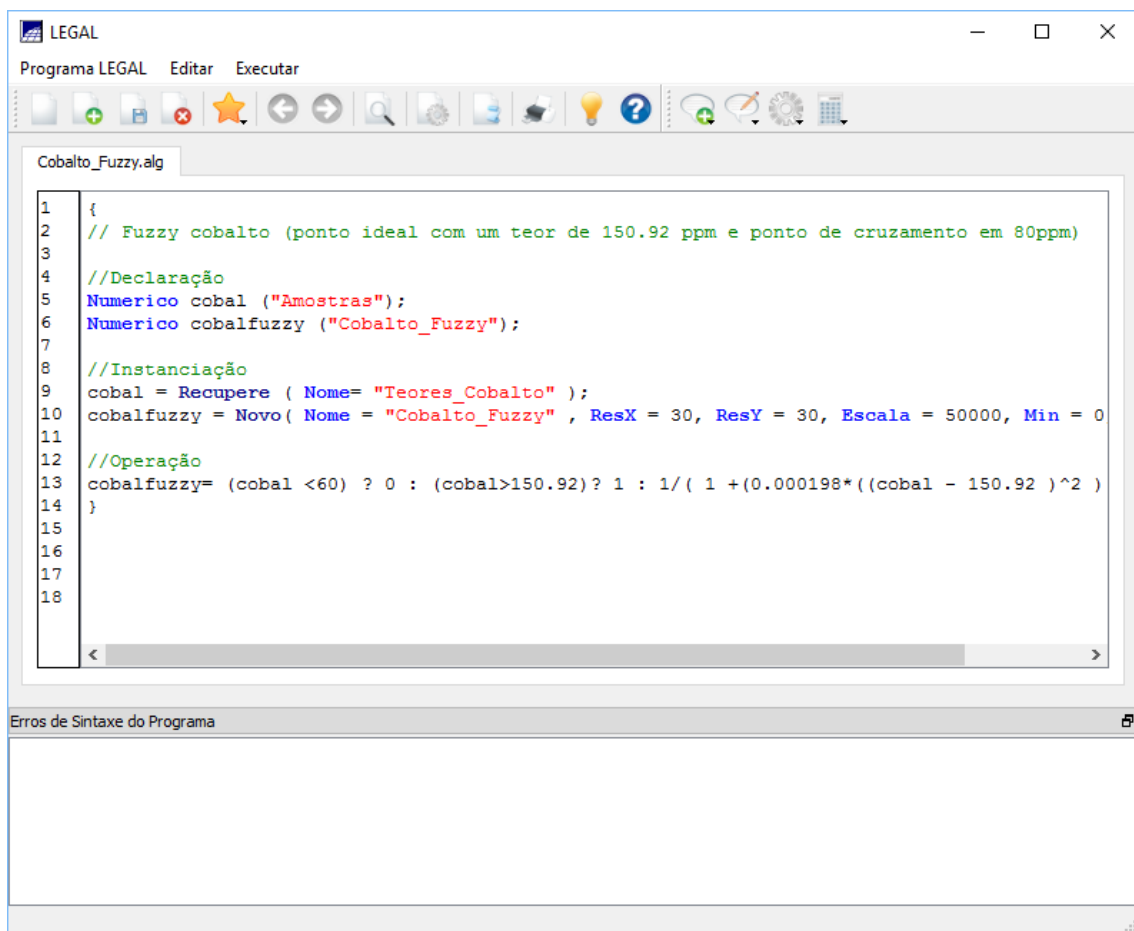 LEGAL
Programa LEGAL Editar Executar
Cobalto_Fuzzy.alg
1 {
2 // Fuzzy cobalto (ponto ideal com um teor de 150.92 ppm e ponto de cruzamento em 80ppm)
3
4 //Declaração
5 Numerico cobal ("Amostras");
6 Numerico cobalfuzzy ("Cobalto_Fuzzy");
7
8 //Instanciação
9 cobal = Recupere ( Nome= "Teores_Cobalto" );
10 cobalfuzzy = Novo( Nome = "Cobalto_Fuzzy" , ResX = 30, ResY = 30, Escala = 50000, Min = 0
11
12 //Operação
13 cobalfuzzy= (cobal <60) ? 0 : (cobal>150.92)? 1 : 1/( 1 +(0.000198*((cobal - 150.92 )^2 )
14 }
15
16
17
18
Erros de Sintaxe do Programa